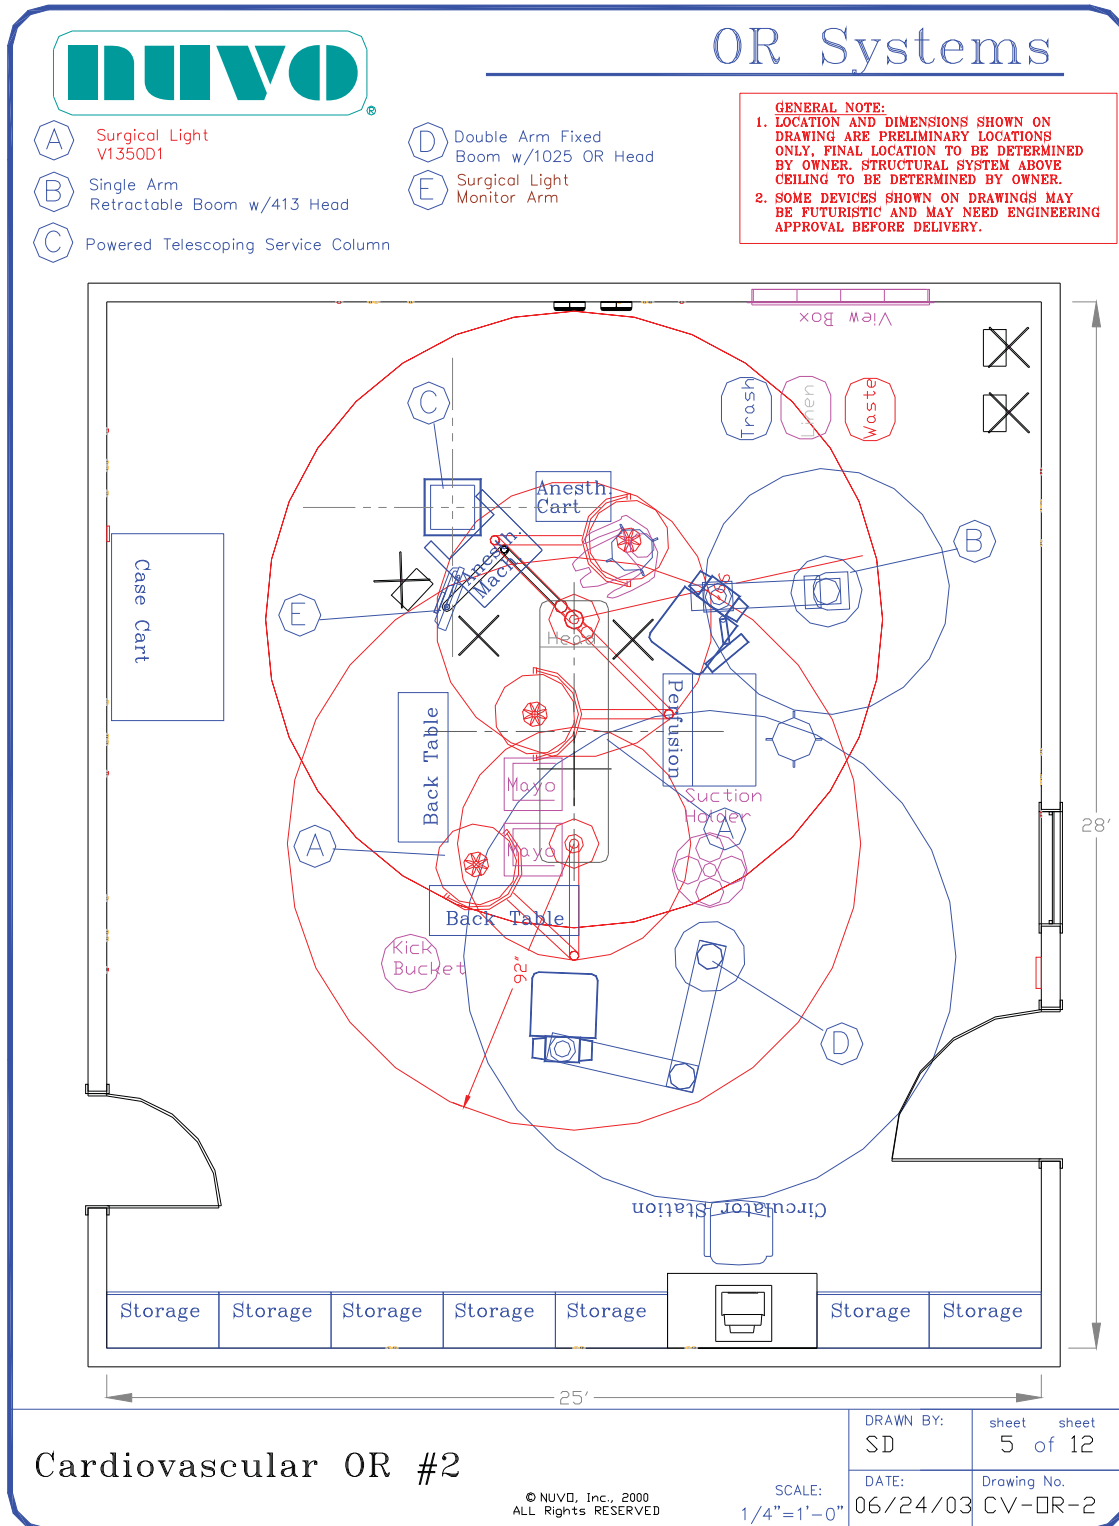 nuvo ®
OR Systems
A Surgical Light
V1350D1
B Single Arm
Retractable Boom w/413 Head
C Powered Telescoping Service Column
D Double Arm Fixed
Boom w/1025 OR Head
E Surgical Light
Monitor Arm
GENERAL NOTE:
1. LOCATION AND DIMENSIONS SHOWN ON
DRAWING ARE PRELIMINARY LOCATIONS
ONLY, FINAL LOCATION TO BE DETERMINED
BY OWNER. STRUCTURAL SYSTEM ABOVE
CEILING TO BE DETERMINED BY OWNER.
2. SOME DEVICES SHOWN ON DRAWINGS MAY
BE FUTURISTIC AND MAY NEED ENGINEERING
APPROVAL BEFORE DELIVERY.
View Box
Trash
Linen
Waste
C
Anesth.
Cart
B
Anesth.
Mach.
E
Head
Case Cart
Back Table
Perfusion
Mayo
Suction
Holder
A
A
Mayo
Back Table
Kick
Bucket
92"
D
28'
Circulator Station
Storage
Storage
Storage
Storage
Storage
Storage
Storage
25'
Cardiovascular OR #2
© NUVO, Inc., 2000
ALL Rights RESERVED
SCALE:
1/4"=1'-0"
DRAWN BY:
SD
sheet sheet
5 of 12
DATE:
06/24/03
Drawing No.
CV-OR-2